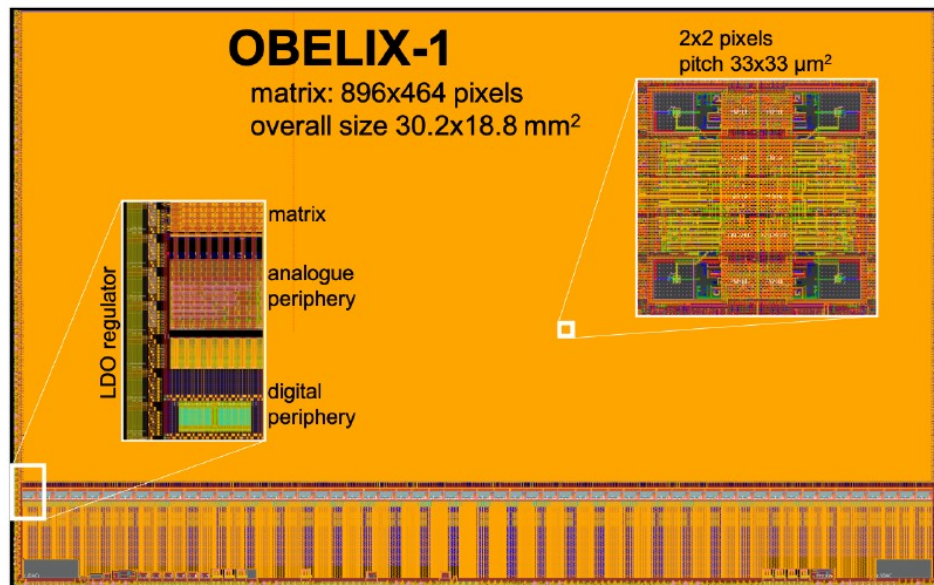 OBELIX-1
matrix: 896x464 pixels
overall size 30.2x18.8 mm²
2x2 pixels
pitch 33x33 µm²
LDO regulator
matrix
analogue
periphery
digital
periphery